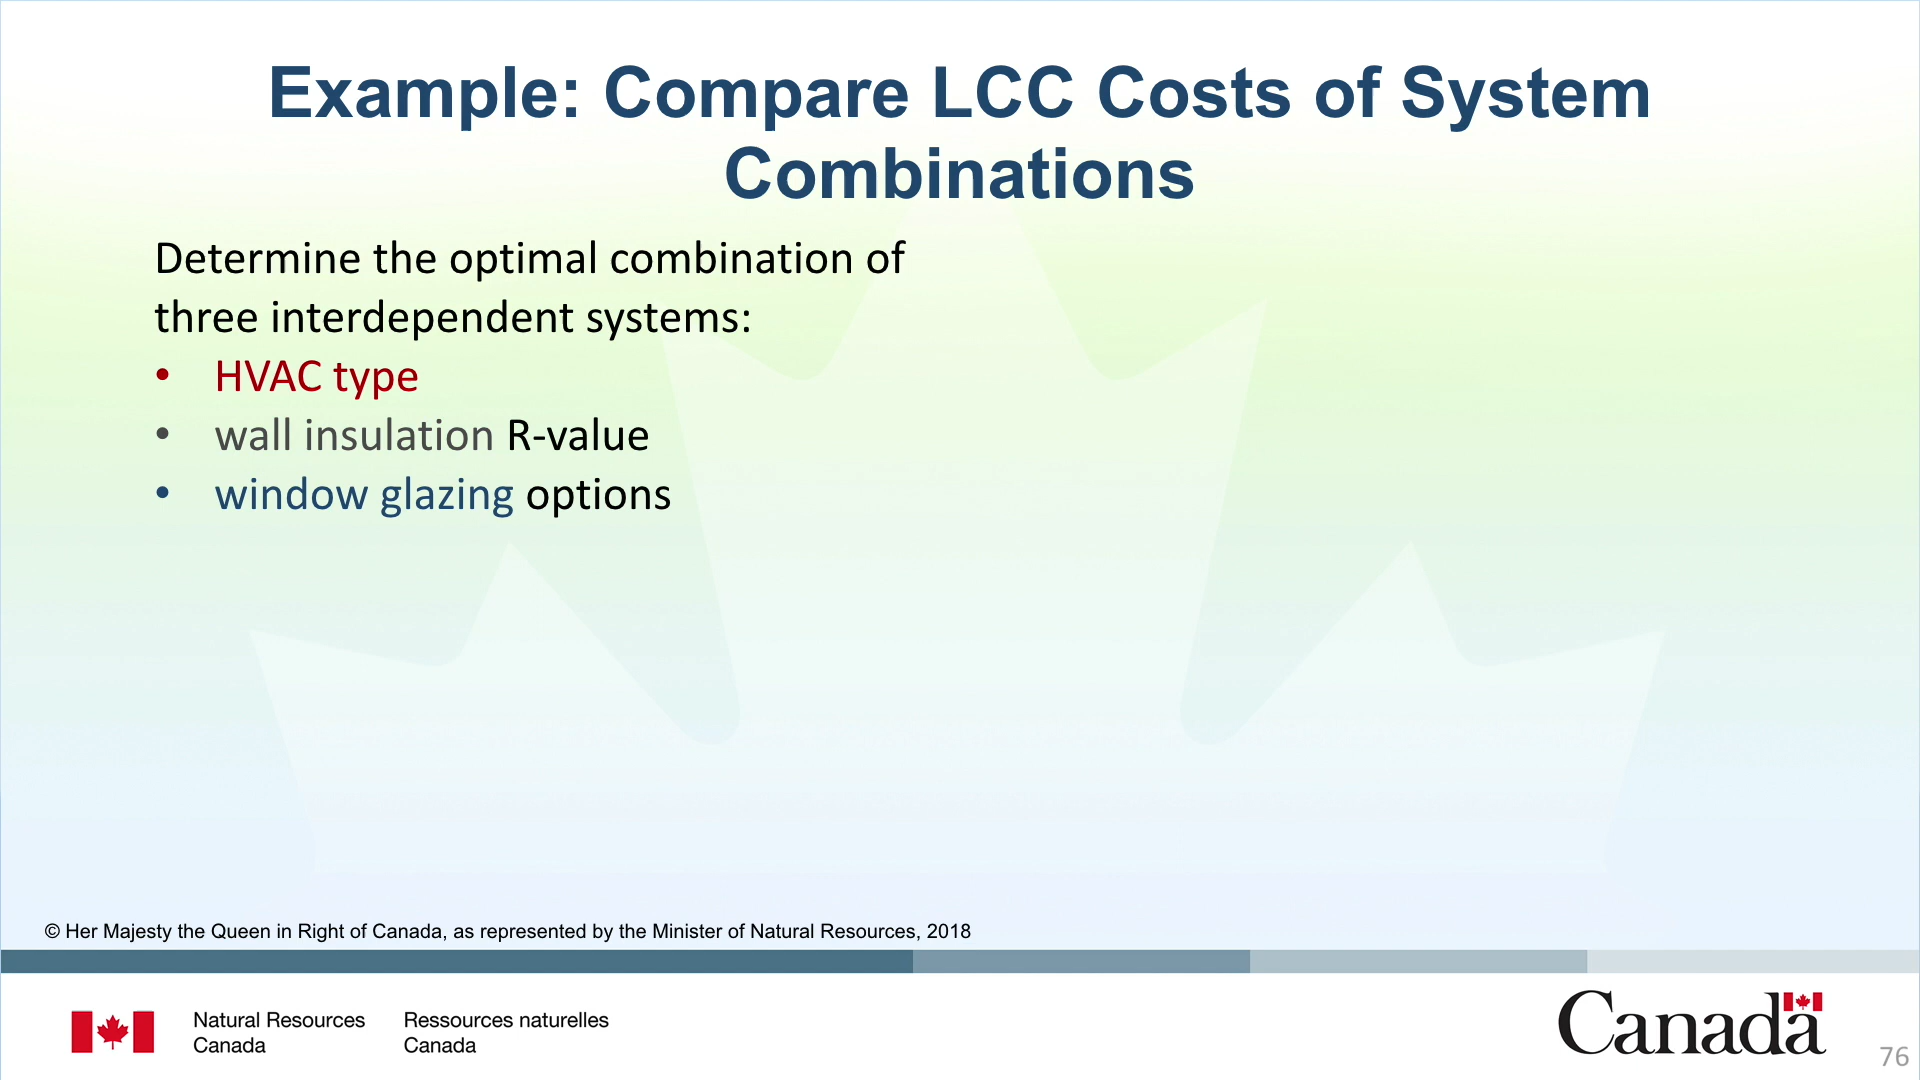 Example: Compare LCC Costs of System
Combinations
Determine the optimal combination of
three interdependent systems:
• HVAC type
• wall insulation R-value
• window glazing options
© Her Majesty the Queen in Right of Canada, as represented by the Minister of Natural Resources, 2018
Natural Resources
Canada
Ressources naturelles
Canada
Canada
76